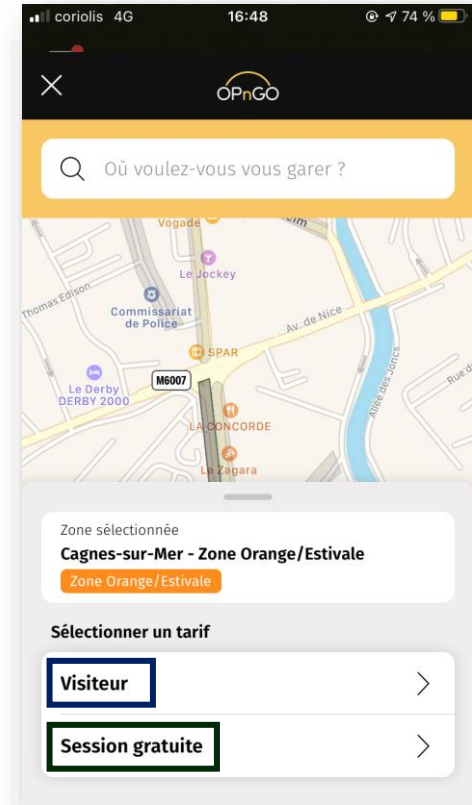 coriolis 4G 16:48 74 %
OPnGO
Où voulez-vous vous garer ?
Vogade
Le Jockey
Thomas Edison
Commissariat
de Police
Av. de Nice
SPAR
Le Derby
DERBY 2000
M6007
Allée des Joncs
LA CONCORDE
La Zagara
Zone sélectionnée
Cagnes-sur-Mer - Zone Orange/Estivale
Zone Orange/Estivale
Sélectionner un tarif
Visiteur
Session gratuite